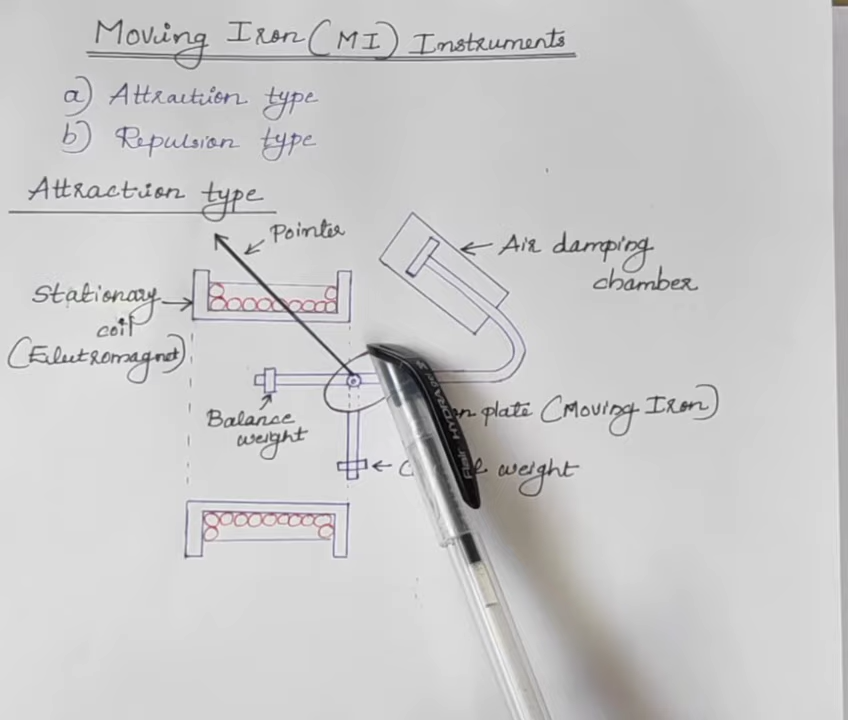 Moving Iron (MI) Instruments
a) Attraction type
b) Repulsion type
Attraction type
Pointer
Air damping
chamber
Stationary
coil
(Electromagnet)
Balance
weight
plate (Moving Iron)
weight